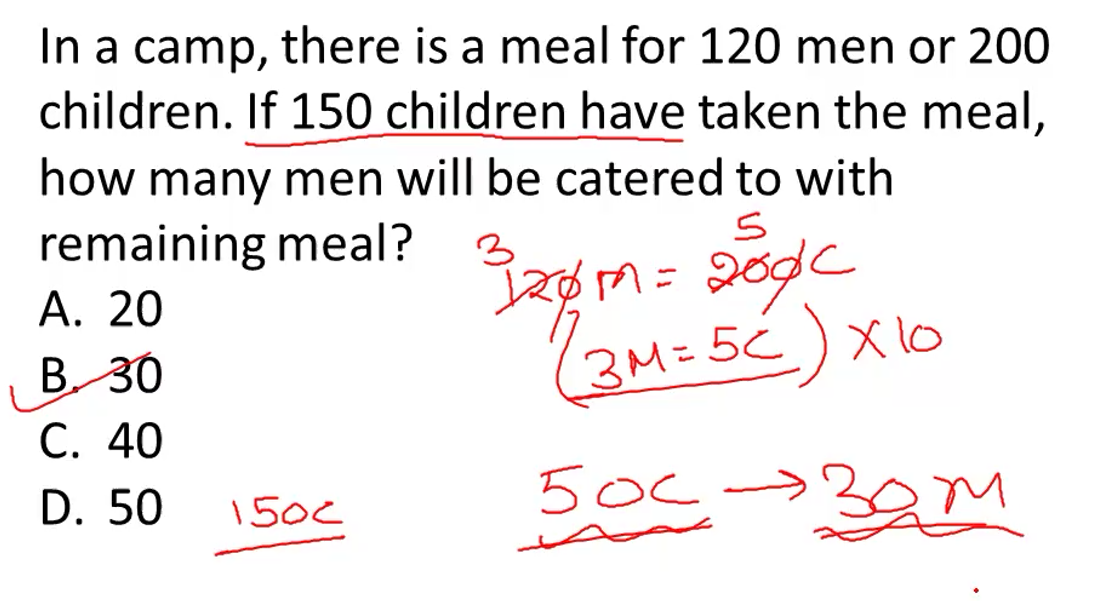 In a camp, there is a meal for 120 men or 200
children. If 150 children have taken the meal,
how many men will be catered to with
remaining meal?
3 5
120 M = 200 C
A. 20
(3M = 5C) × 10
B. 30
C. 40
50C → 30 M
D. 50
150C